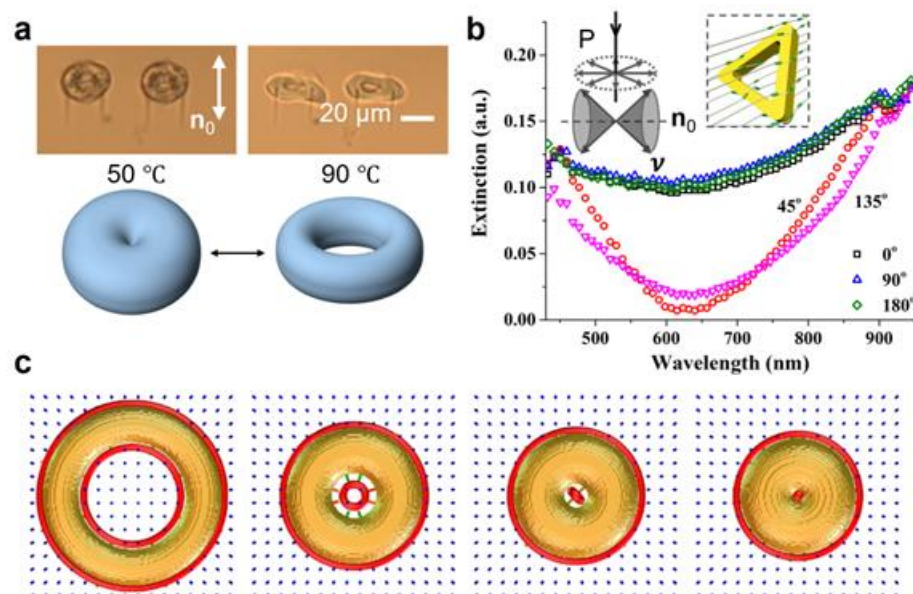 a
n₀
20 μm
50 ℃
90 ℃
b
Extinction (a.u.)
0.20
0.15
0.10
0.05
0.00
P
n₀
ν
45°
135°
0°
90°
180°
500
600
700
800
900
Wavelength (nm)
c